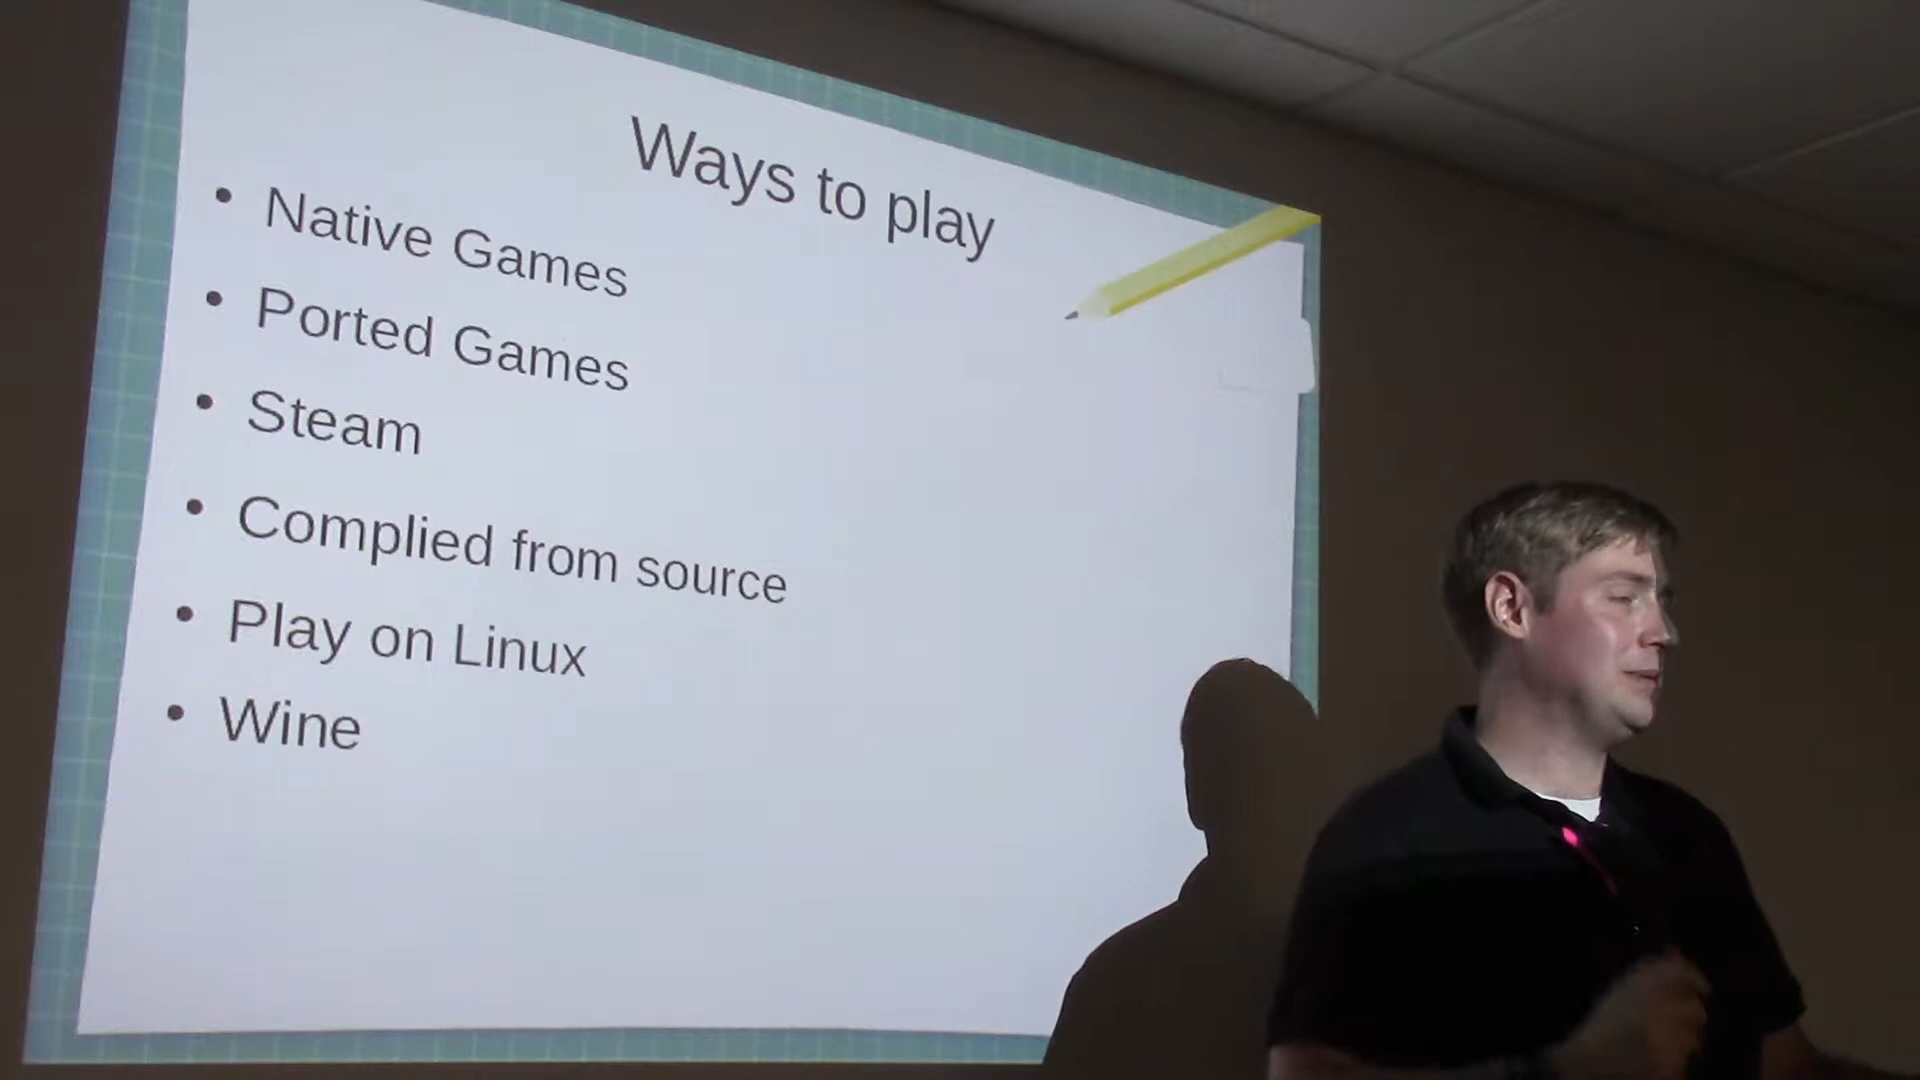 Ways to play
• Native Games
• Ported Games
• Steam
• Complied from source
• Play on Linux
• Wine